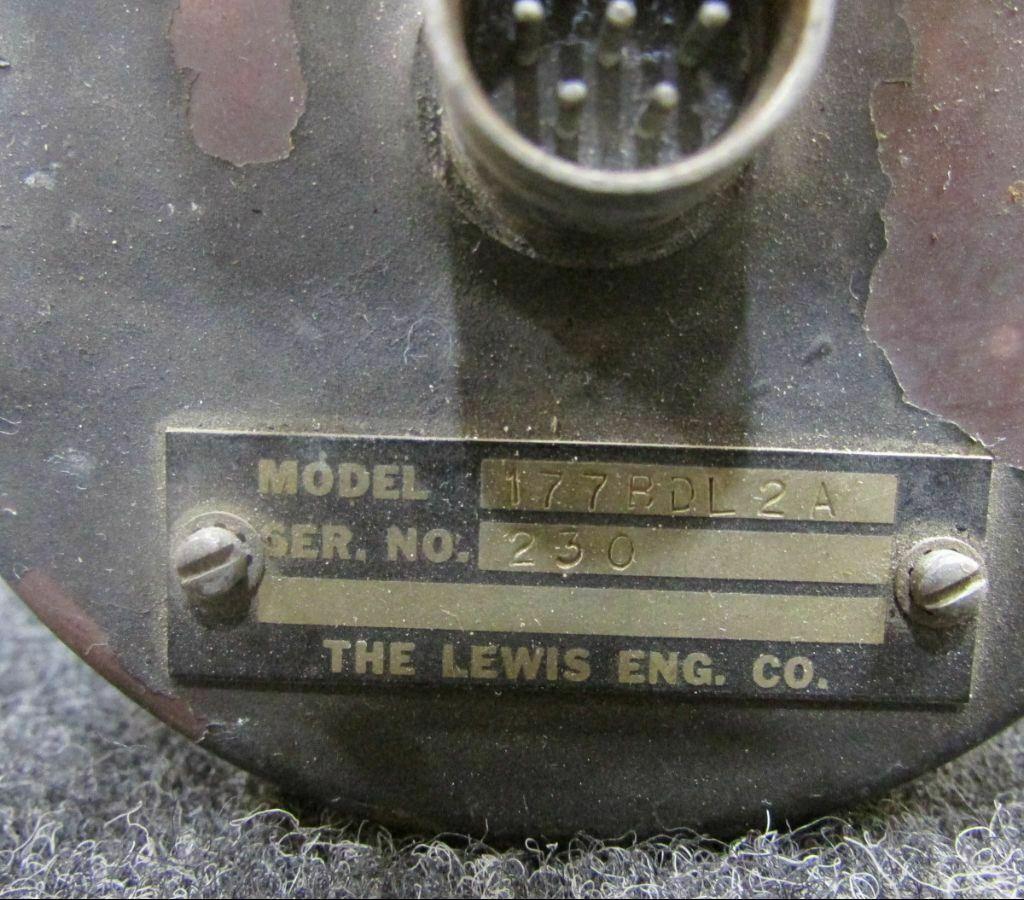 MODEL 177BDL2A
SER. NO. 230
THE LEWIS ENG. CO.